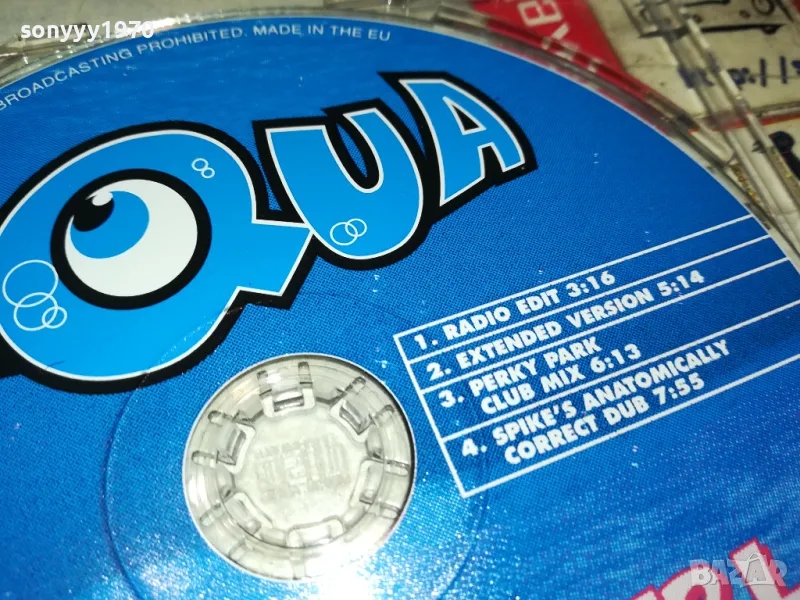 sonyyy1976
BROADCASTING PROHIBITED. MADE IN THE EU
QUA
1. RADIO EDIT 3:16
2. EXTENDED VERSION 5:14
3. PERKY PARK
CLUB MIX 6:13
4. SPIKE'S ANATOMICALLY
CORRECT DUB 7:55
BAZAR